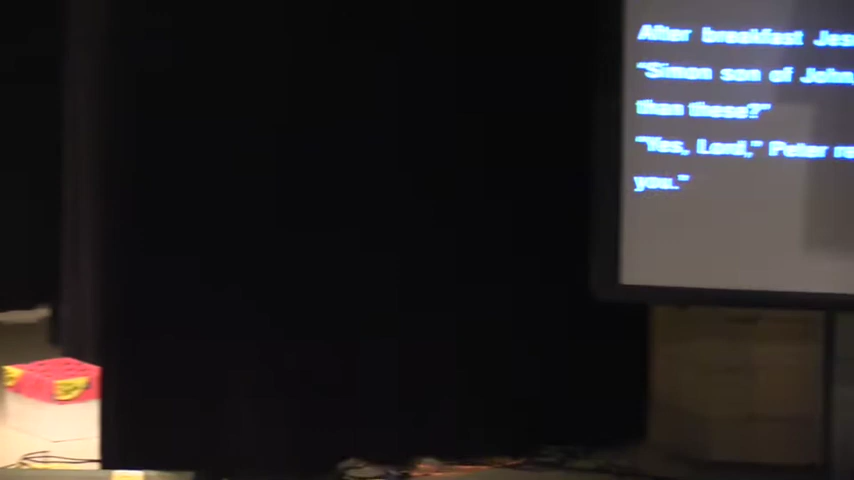 After breakfast
“Simon son of John,
than these?”
“Yes, Lord,” Peter
you.”